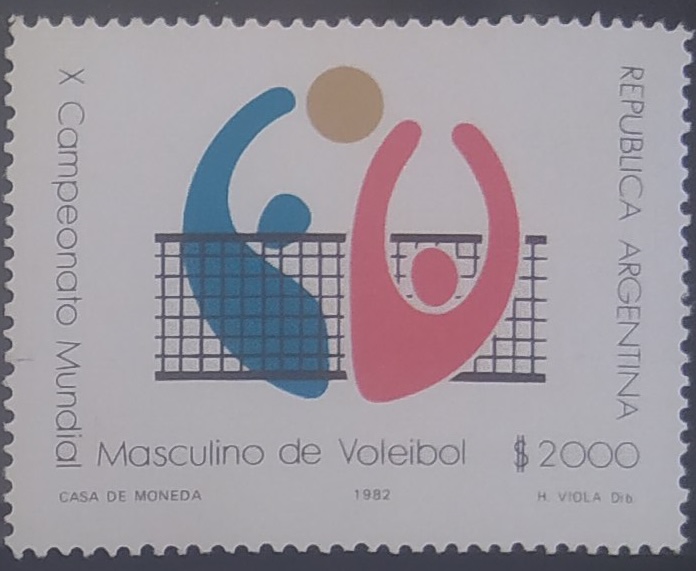 X Campeonato Mundial
Masculino de Voleibol
REPUBLICA ARGENTINA
$ 2000
CASA DE MONEDA
1982
H. VIOLA Dib.